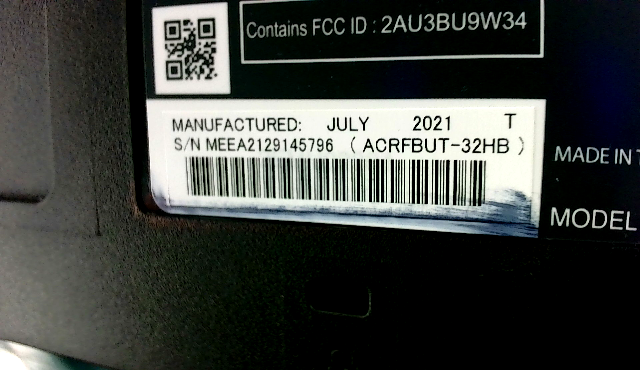 Contains FCC ID : 2AU3BU9W34
MANUFACTURED: JULY 2021 T
S/N MEEA2129145796 ( ACRFBUT-32HB )
MADE IN
MODEL